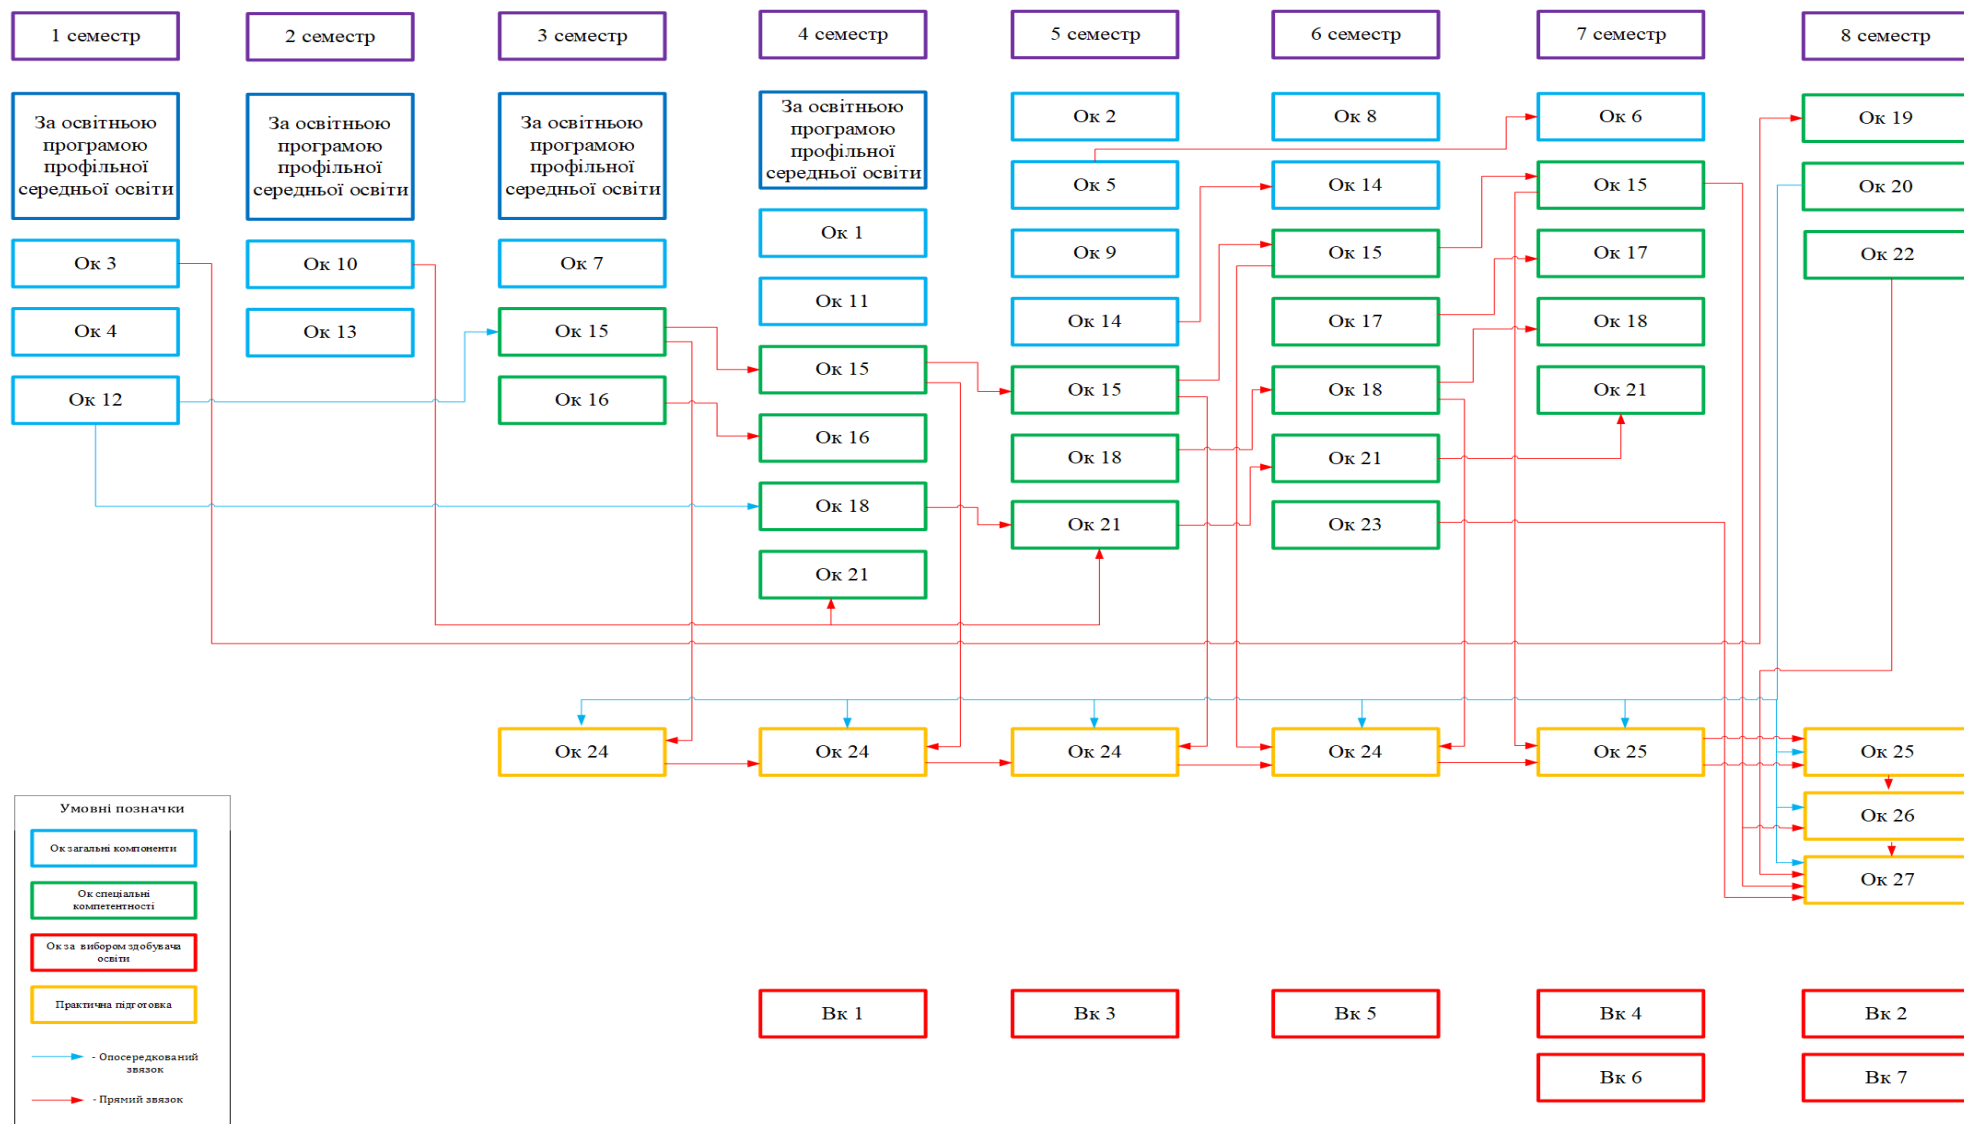 1 семестр
2 семестр
3 семестр
4 семестр
5 семестр
6 семестр
7 семестр
8 семестр
За освітньою
програмою
профільної
середньої освіти
За освітньою
програмою
профільної
середньої освіти
За освітньою
програмою
профільної
середньої освіти
За освітньою
програмою
профільної
середньої освіти
Ок 2
Ок 8
Ок 6
Ок 19
Ок 5
Ок 14
Ок 15
Ок 20
Ок 3
Ок 10
Ок 7
Ок 1
Ок 9
Ок 15
Ок 17
Ок 22
Ок 4
Ок 13
Ок 15
Ок 11
Ок 14
Ок 17
Ок 18
Ок 12
Ок 16
Ок 15
Ок 15
Ок 18
Ок 21
Ок 16
Ок 18
Ок 21
Ок 18
Ок 21
Ок 23
Ок 21
Ок 24
Ок 24
Ок 24
Ок 24
Ок 25
Ок 25
Ок 26
Ок 27
Умовні позначки
Ок загальні компоненти
Ок спеціальні
компетентності
Ок за вибором здобувача
освіти
Практична підготовка
- Опосередкований
звязок
- Прямий звязок
Вк 1
Вк 3
Вк 5
Вк 4
Вк 2
Вк 6
Вк 7